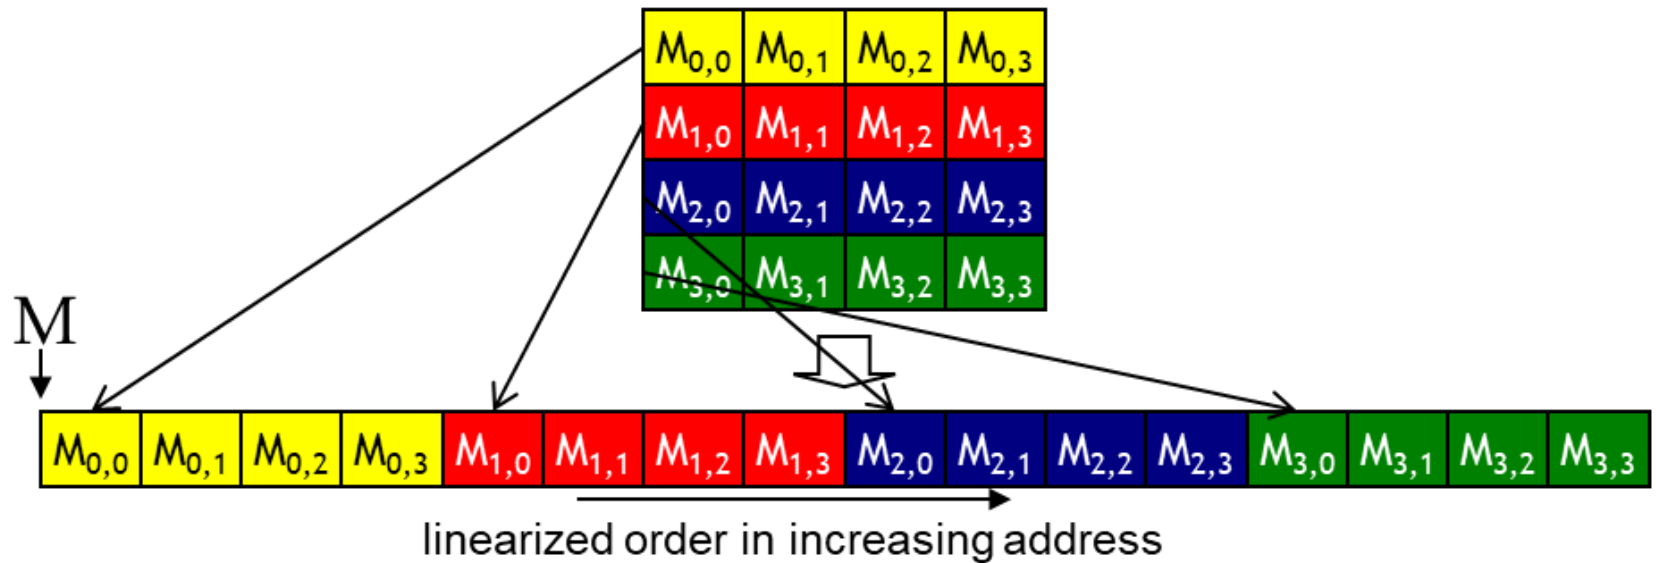 M0,0 M0,1 M0,2 M0,3
M1,0 M1,1 M1,2 M1,3
M2,0 M2,1 M2,2 M2,3
M3,0 M3,1 M3,2 M3,3
M
M0,0 M0,1 M0,2 M0,3 M1,0 M1,1 M1,2 M1,3 M2,0 M2,1 M2,2 M2,3 M3,0 M3,1 M3,2 M3,3
linearized order in increasing address